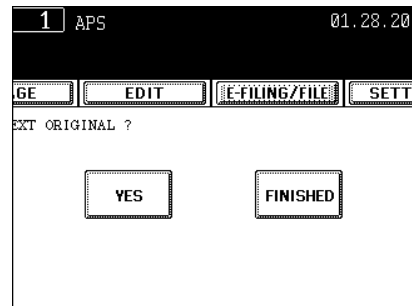 1 APS 01.28.20
GE EDIT E-FILING/FILE SETT
EXT ORIGINAL ?
YES FINISHED